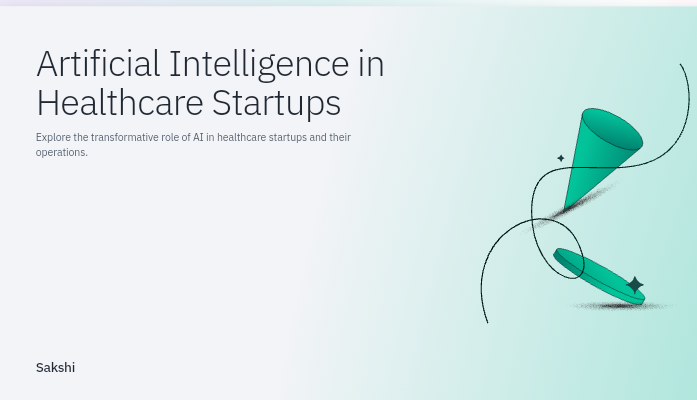 Artificial Intelligence in
Healthcare Startups
Explore the transformative role of AI in healthcare startups and their
operations.
Sakshi